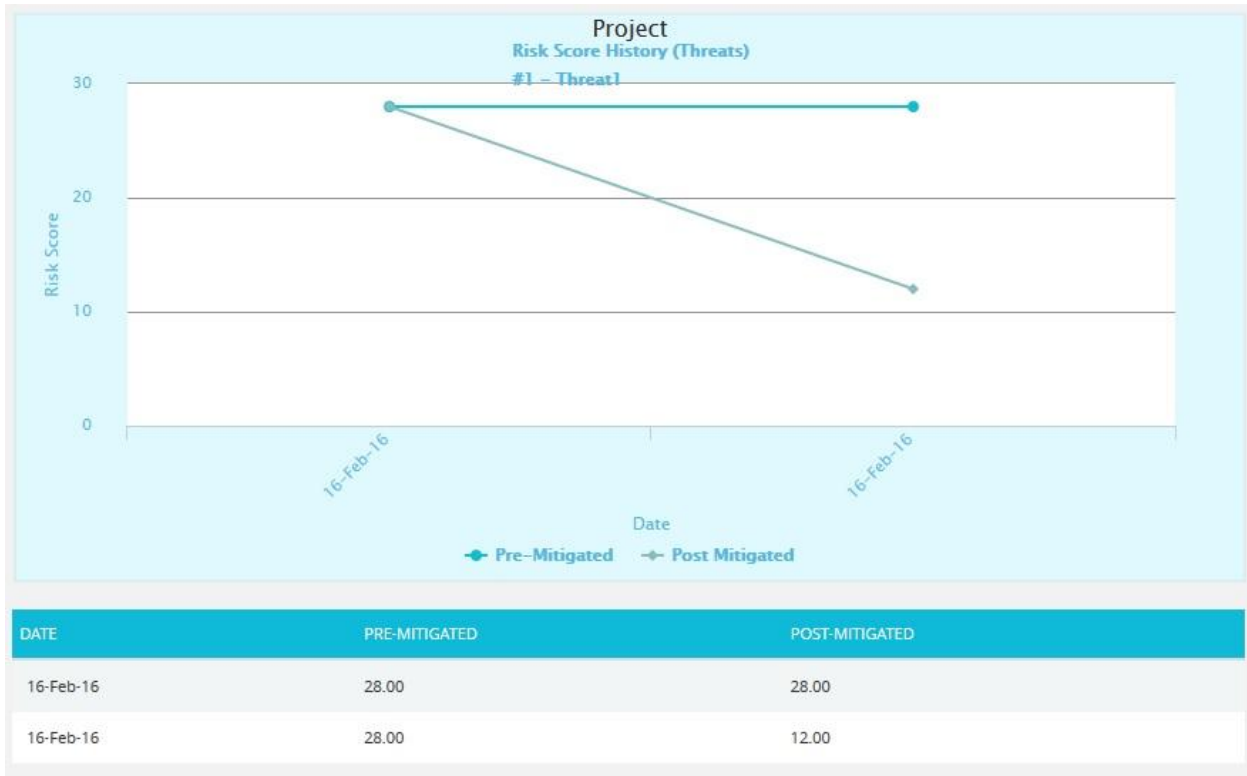 Project
Risk Score History (Threats)
#1 – Threat1
30
20
10
0
Risk Score
16-Feb-16 16-Feb-16
Date
Pre-Mitigated Post Mitigated
DATE PRE-MITIGATED POST-MITIGATED
16-Feb-16 28.00 28.00
16-Feb-16 28.00 12.00